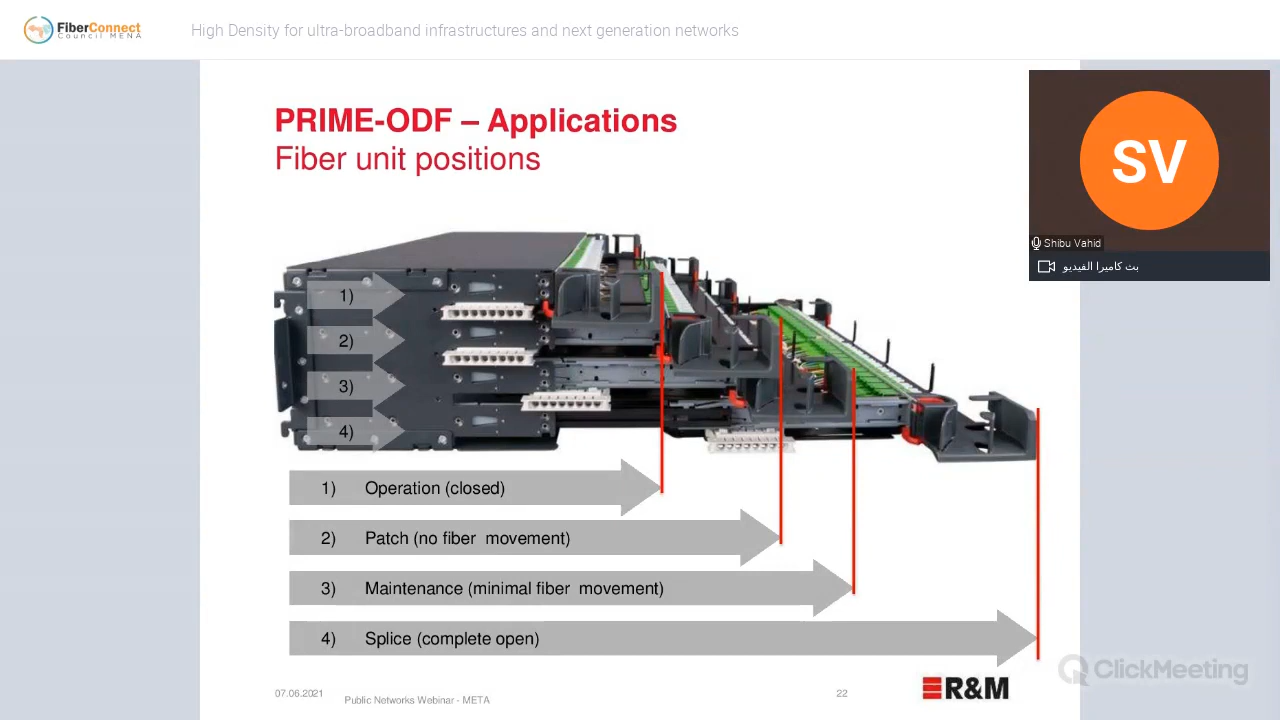 FiberConnect
Council MENA
High Density for ultra-broadband infrastructures and next generation networks
PRIME-ODF – Applications
Fiber unit positions
SV
Shibu Vahid
بث كاميرا الفيديو
1)
2)
3)
4)
1) Operation (closed)
2) Patch (no fiber movement)
3) Maintenance (minimal fiber movement)
4) Splice (complete open)
07.06.2021
Public Networks Webinar - META
22
R&M
ClickMeeting